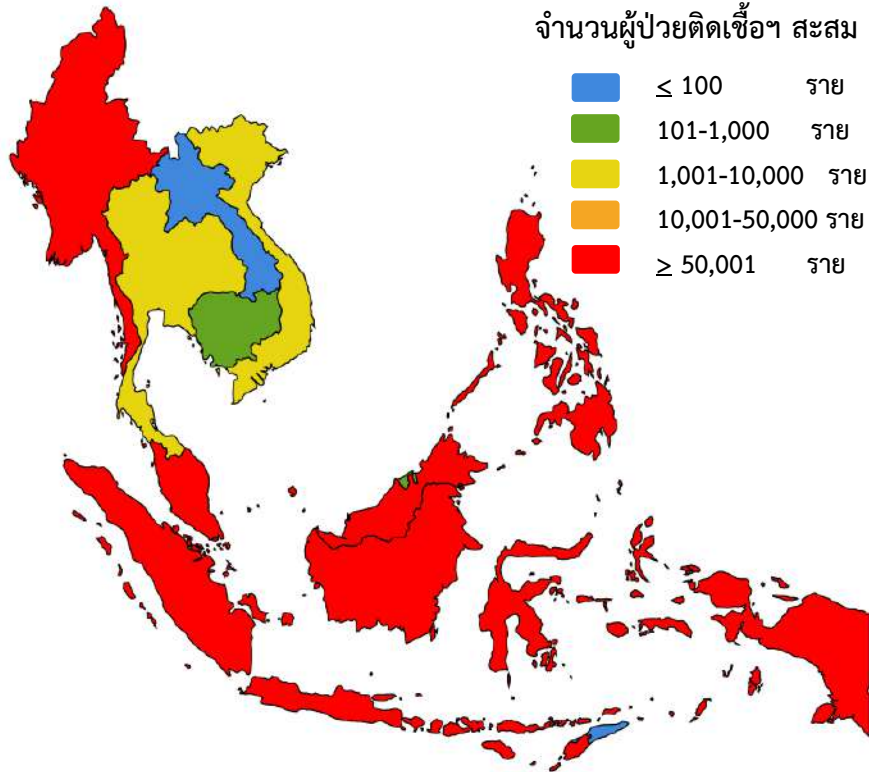 จำนวนผู้ป่วยติดเชื้อฯ สะสม
≤ 100 ราย
101-1,000 ราย
1,001-10,000 ราย
10,001-50,000 ราย
≥ 50,001 ราย